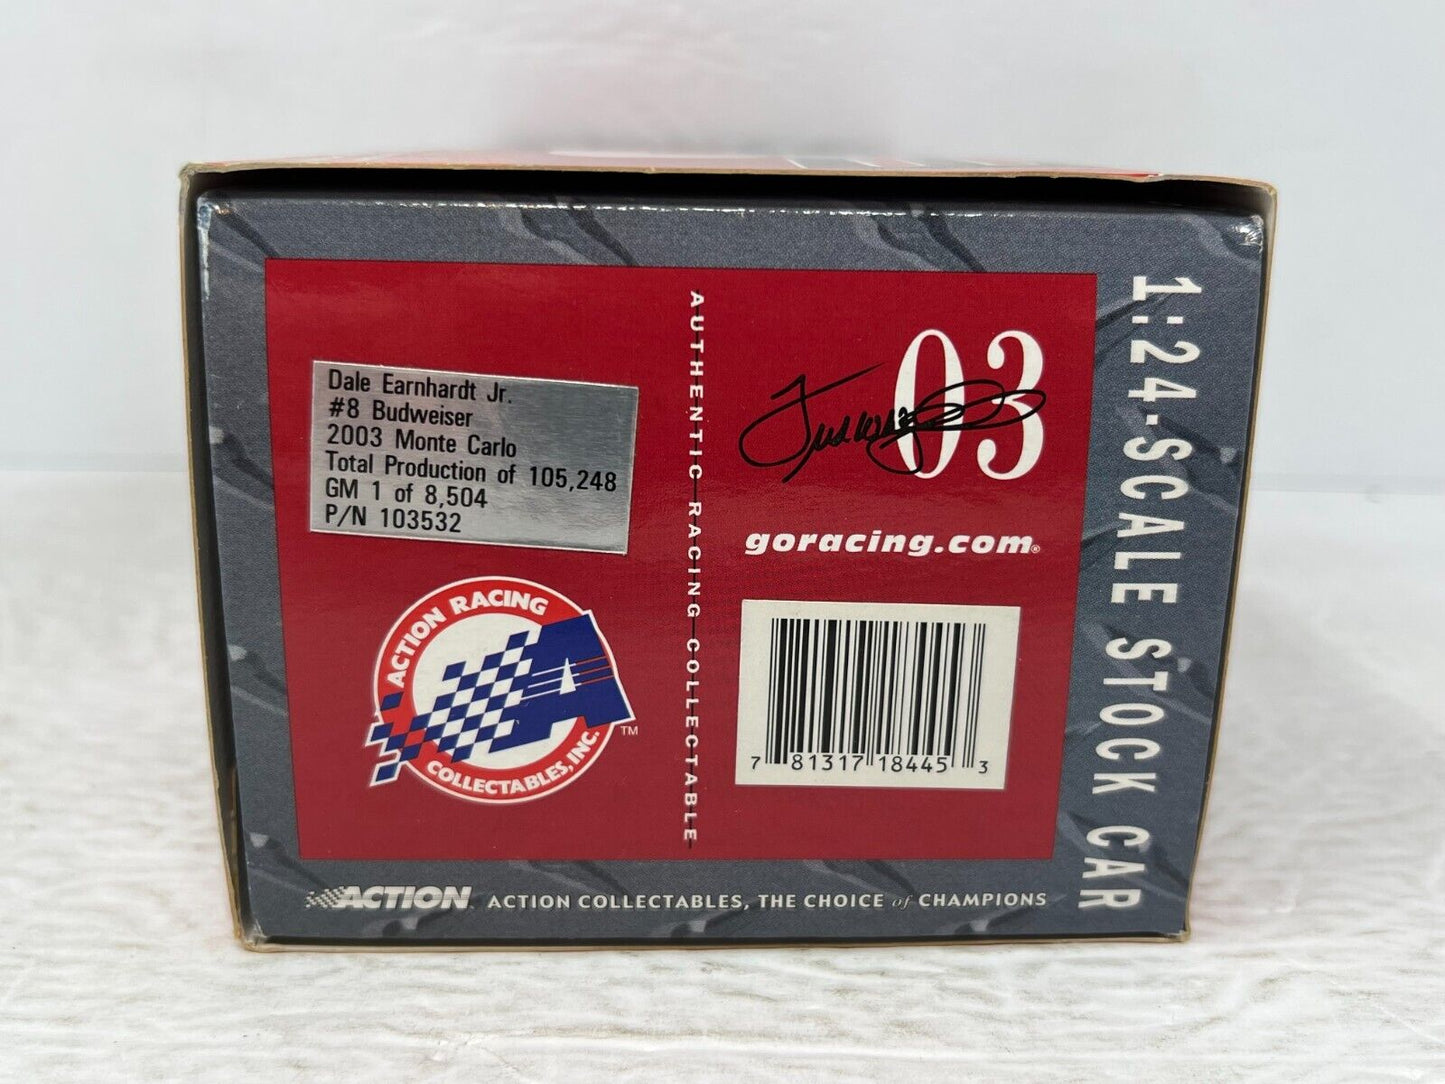 Dale Earnhardt Jr.
#8 Budweiser
2003 Monte Carlo
Total Production of 105,248
GM 1 of 8,504
P/N 103532
ACTION RACING
COLLECTABLES, INC.
TM
AUTHENTIC RACING COLLECTABLE
03
goracing.com®
7 81317 18445 3
1:24-SCALE STOCK CAR
ACTION
ACTION COLLECTABLES, THE CHOICE of CHAMPIONS